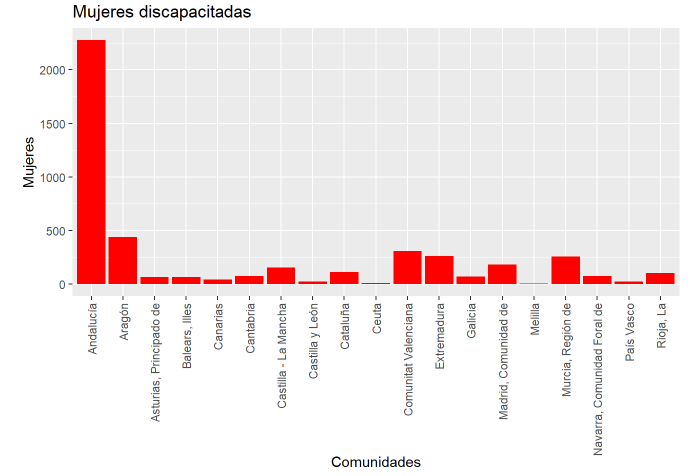 Mujeres discapacitadas
Mujeres
2000
1500
1000
500
0
Andalucía
Aragón
Asturias, Principado de
Balears, Illes
Canarias
Cantabria
Castilla - La Mancha
Castilla y León
Cataluña
Ceuta
Comunitat Valenciana
Extremadura
Galicia
Madrid, Comunidad de
Melilla
Murcia, Región de
Navarra, Comunidad Foral de
País Vasco
Rioja, La
Comunidades